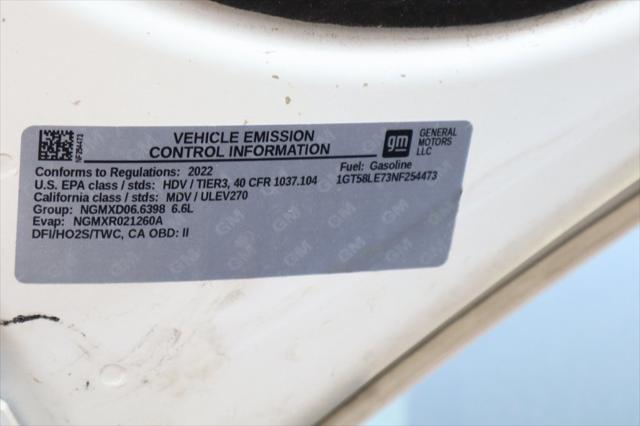 VEHICLE EMISSION
CONTROL INFORMATION
gm
GENERAL
MOTORS
LLC
NF254473
Conforms to Regulations: 2022
Fuel: Gasoline
U.S. EPA class / stds: HDV / TIER3, 40 CFR 1037.104
1GT58LE73NF254473
California class / stds: MDV / ULEV270
Group: NGMXD06.6398 6.6L
Evap: NGMXR021260A
DFI/HO2S/TWC, CA OBD: II